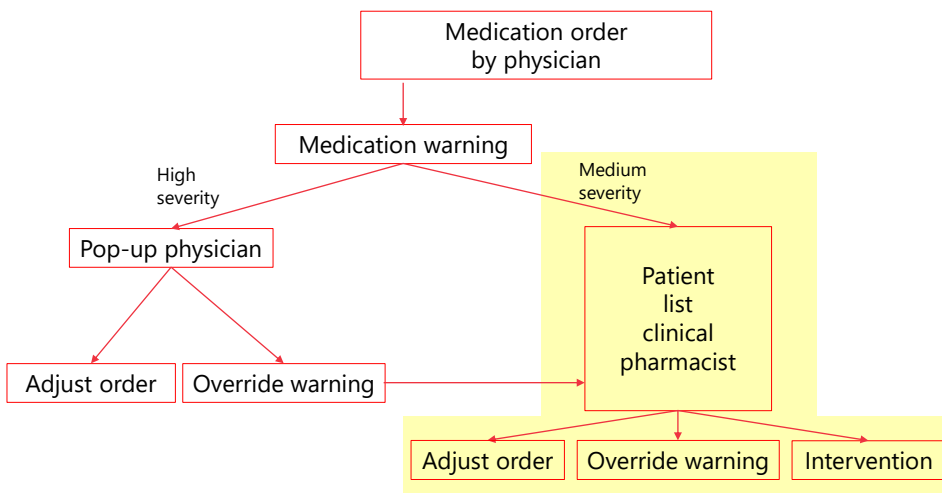 Medication order
by physician
Medication warning
High
severity
Medium
severity
Pop-up physician
Patient
list
clinical
pharmacist
Adjust order
Override warning
Adjust order
Override warning
Intervention